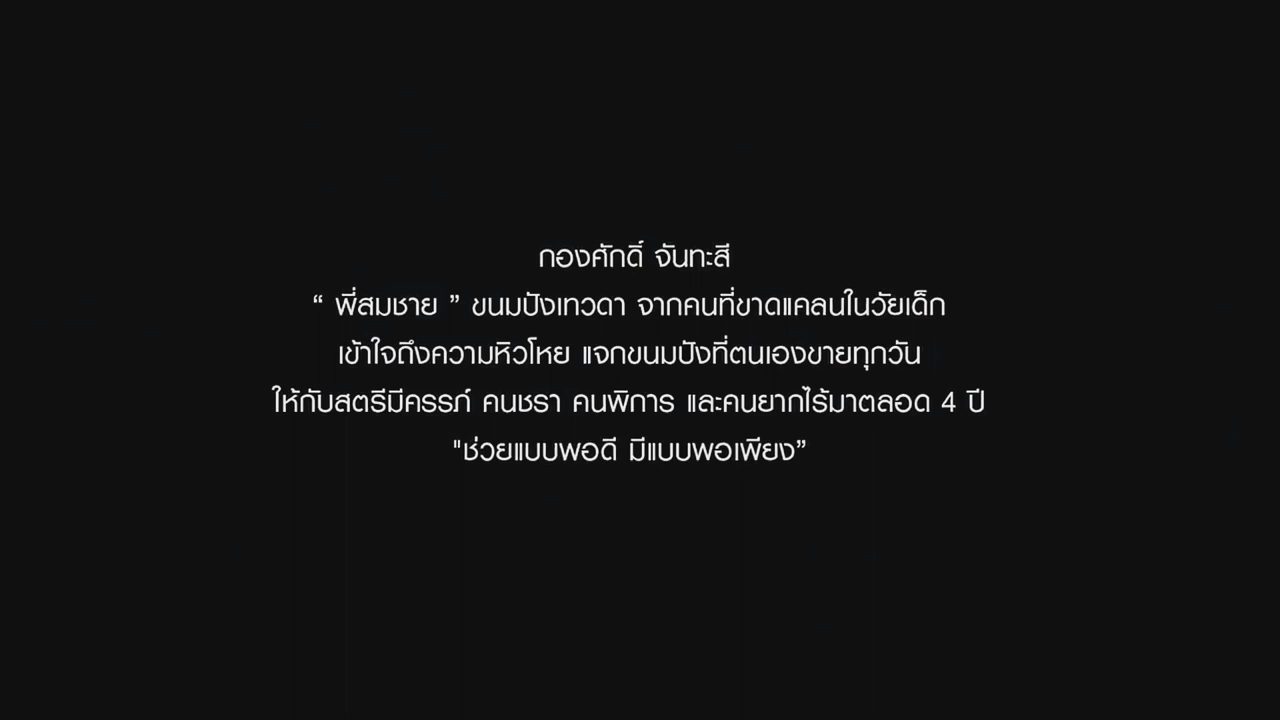 กองศักดิ์ จันทะสี
“ พี่สมชาย ” ขนมปังเทวดา จากคนที่ขาดแคลนในวัยเด็ก
เข้าใจถึงความหิวโหย แจกขนมปังที่ตนเองขายทุกวัน
ให้กับสตรีมีครรภ์ คนชรา คนพิการ และคนยากไร้มาตลอด 4 ปี
"ช่วยแบบพอดี มีแบบพอเพียง”